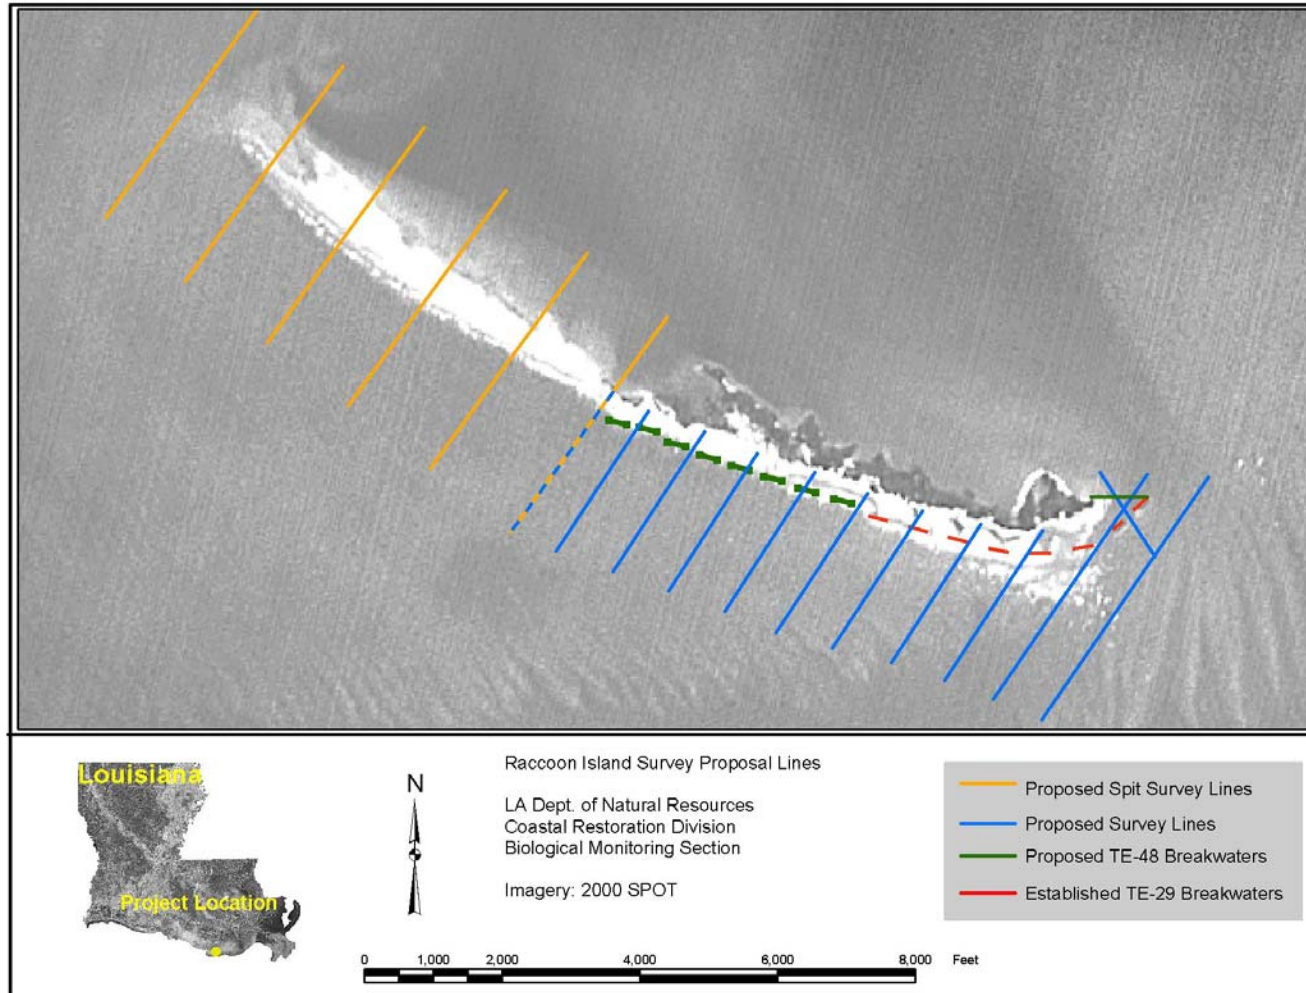 Louisiana
Project Location
N
Raccoon Island Survey Proposal Lines
LA Dept. of Natural Resources
Coastal Restoration Division
Biological Monitoring Section
Imagery: 2000 SPOT
0 1,000 2,000 4,000 6,000 8,000 Feet
Proposed Spit Survey Lines
Proposed Survey Lines
Proposed TE-48 Breakwaters
Established TE-29 Breakwaters